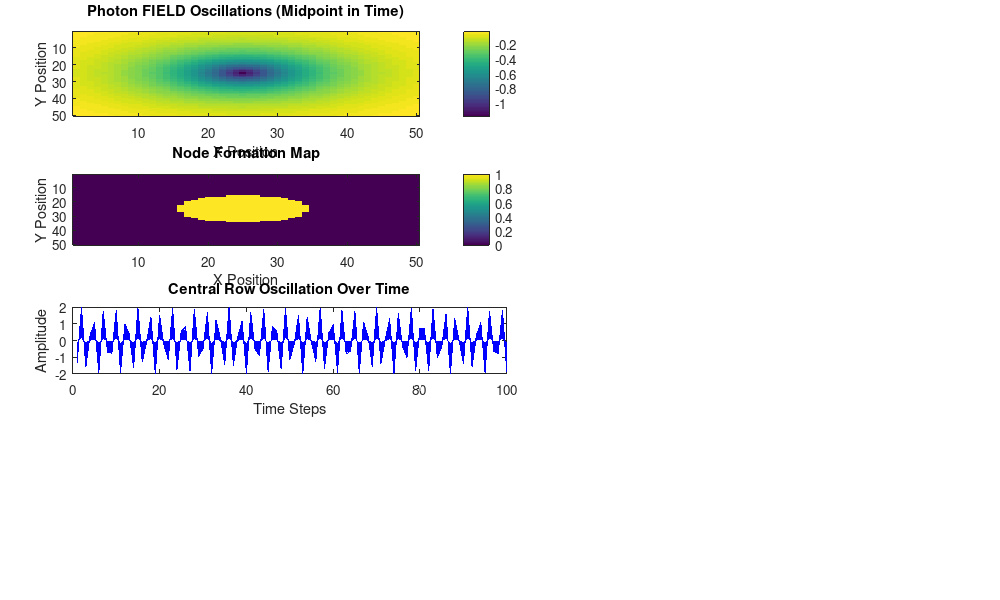 Photon FIELD Oscillations (Midpoint in Time)
Y Position
10
20
30
40
50
10 20 30 40 50
X Position
-0.2
-0.4
-0.6
-0.8
-1
Node Formation Map
Y Position
10
20
30
40
50
10 20 30 40 50
X Position
1
0.8
0.6
0.4
0.2
0
Central Row Oscillation Over Time
Amplitude
2
1
0
-1
-2
0 20 40 60 80 100
Time Steps